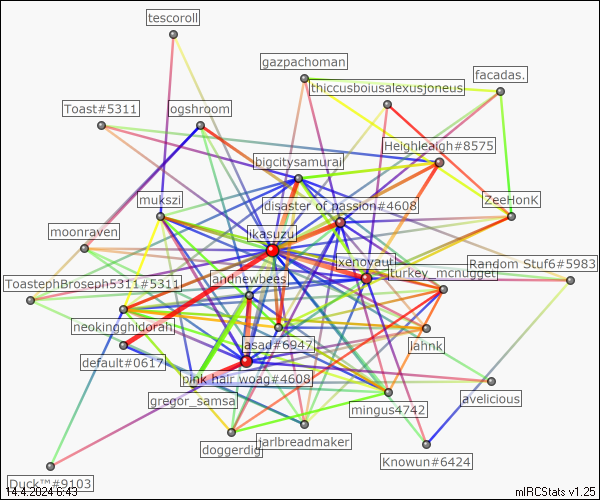 tescoroll
gazpachoman
thiccusboiusalexusjoneus
facadas.
Toast#5311
ogshroom
Heighleaigh#8575
bigcitysamurai
mukszi
disaster of passion#4608
ZeeHonK
moonraven
ikasuzu
xenovaut
turkey_mcnugget
Random Stuf6#5983
ToastephBroseph5311#5311
andnewbees
neokingghidorah
asad#6947
iahnk
default#0617
pink hair woag#4608
gregor_samsa
mingus4742
avelicious
doggerdig
jarlbreadmaker
Knowun#6424
Duck™#9103
14.4.2024 6:43
mIRCStats v1.25